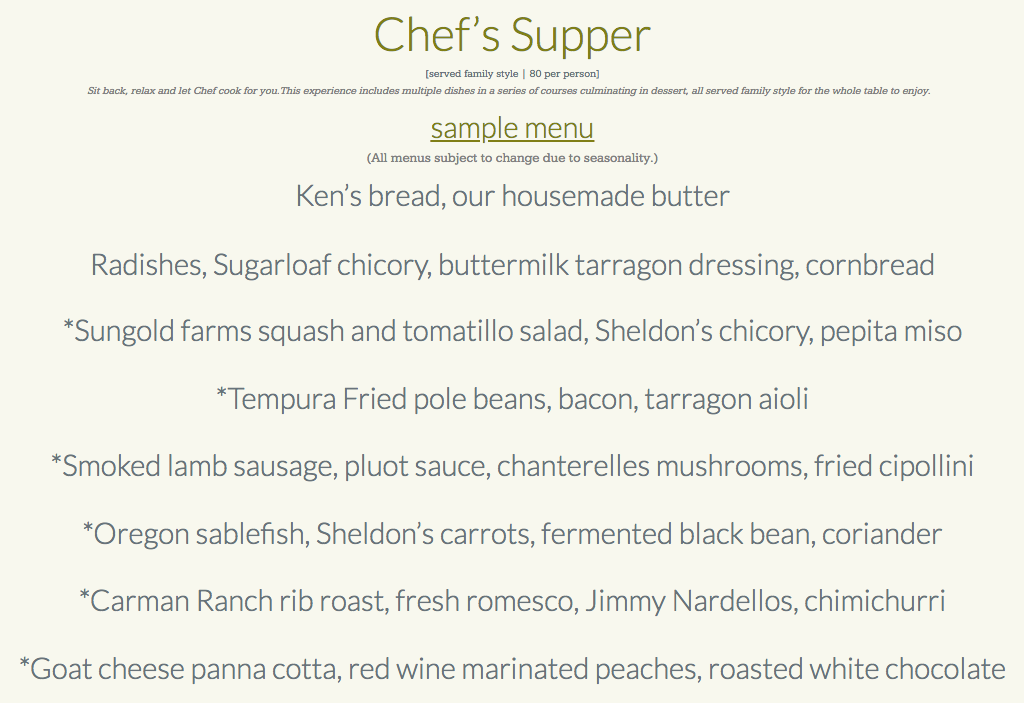 Chef's Supper
[served family style | 80 per person]
Sit back, relax and let Chef cook for you.This experience includes multiple dishes in a series of courses culminating in dessert, all served family style for the whole table to enjoy.
sample menu
(All menus subject to change due to seasonality.)
Ken's bread, our housemade butter
Radishes, Sugarloaf chicory, buttermilk tarragon dressing, cornbread
*Sungold farms squash and tomatillo salad, Sheldon's chicory, pepita miso
*Tempura Fried pole beans, bacon, tarragon aioli
*Smoked lamb sausage, pluot sauce, chanterelles mushrooms, fried cipollini
*Oregon sablefish, Sheldon's carrots, fermented black bean, coriander
*Carman Ranch rib roast, fresh romesco, Jimmy Nardellos, chimichurri
*Goat cheese panna cotta, red wine marinated peaches, roasted white chocolate